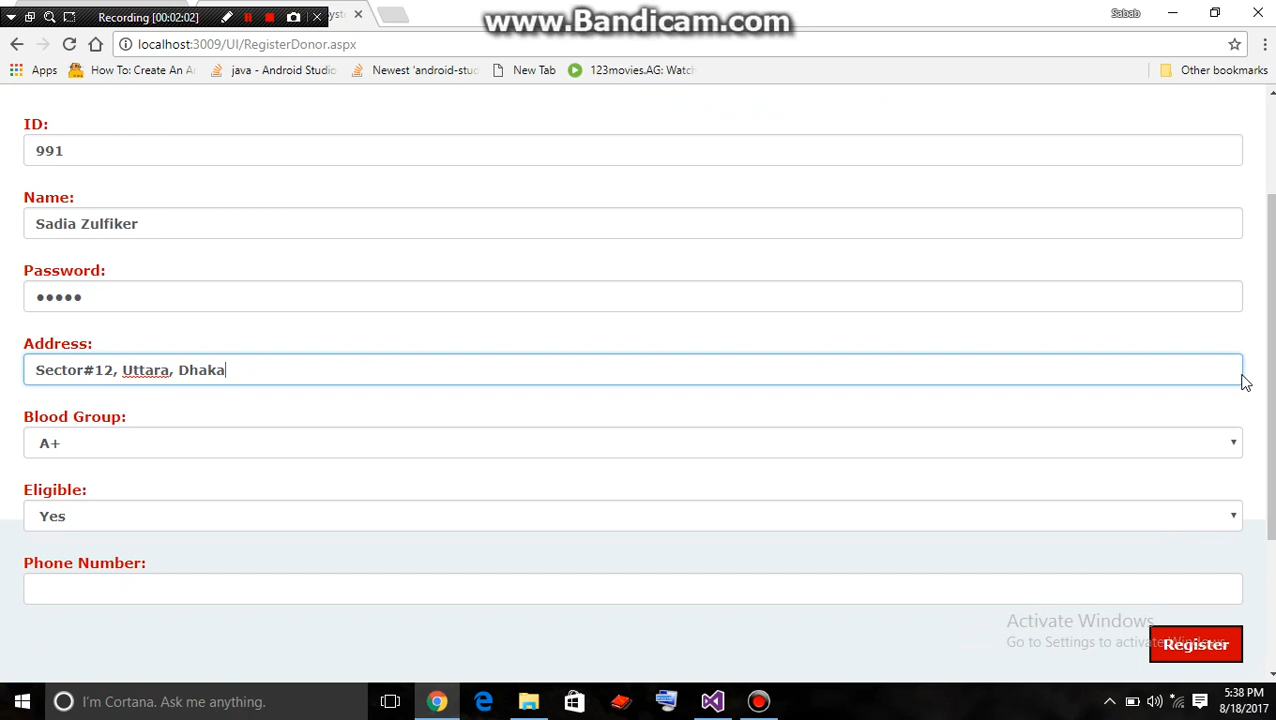 www.Bandicam.com
Recording [00:02:02]
Sabab
localhost:3009/UI/RegisterDonor.aspx
Apps How To: Create An java - Android Studio Newest 'android-stu New Tab 123movies.AG: Watch Other bookmarks
ID:
991
Name:
Sadia Zulfiker
Password:
●●●●●
Address:
Sector#12, Uttara, Dhaka
Blood Group:
A+
Eligible:
Yes
Phone Number:
Activate Windows
Go to Settings to activate Windows.
Register
I'm Cortana. Ask me anything.
5:38 PM
8/18/2017